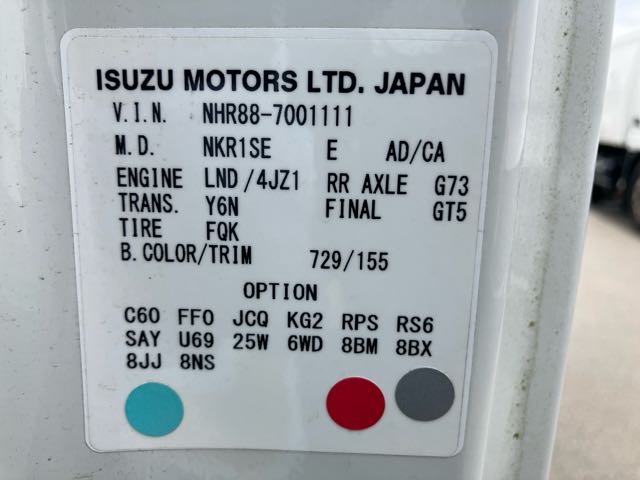 ISUZU MOTORS LTD. JAPAN
V.I.N. NHR88-7001111
M.D. NKR1SE E AD/CA
ENGINE LND/4JZ1 RR AXLE G73
TRANS. Y6N FINAL GT5
TIRE FQK
B.COLOR/TRIM 729/155
OPTION
C60 FF0 JCQ KG2 RPS RS6
SAY U69 25W 6WD 8BM 8BX
8JJ 8NS